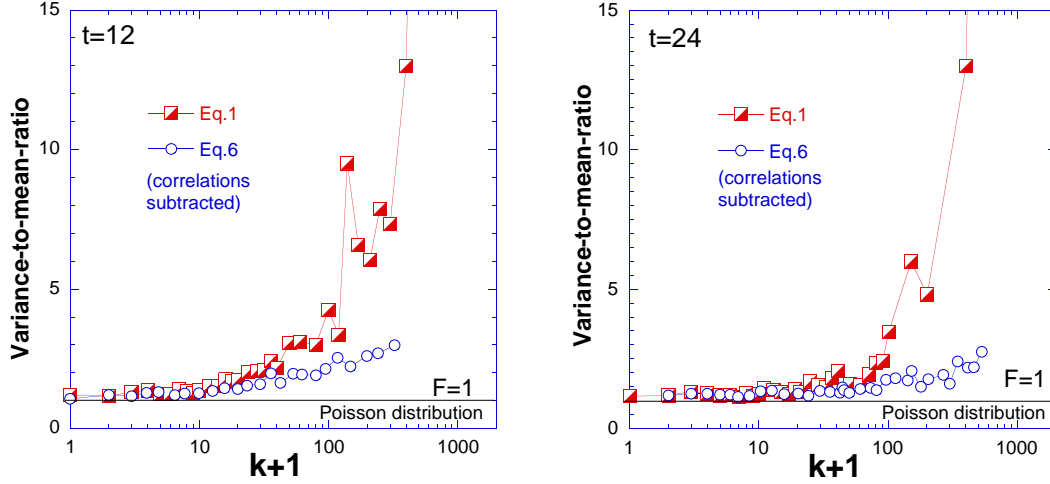 15
t=12
Eq.1
Eq.6
(correlations
subtracted)
10
5
0
Variance-to-mean-ratio
F=1
Poisson distribution
1
10
100
1000
k+1
15
t=24
Eq.1
Eq.6
(correlations
subtracted)
10
5
0
Variance-to-mean-ratio
F=1
Poisson distribution
1
10
100
1000
k+1